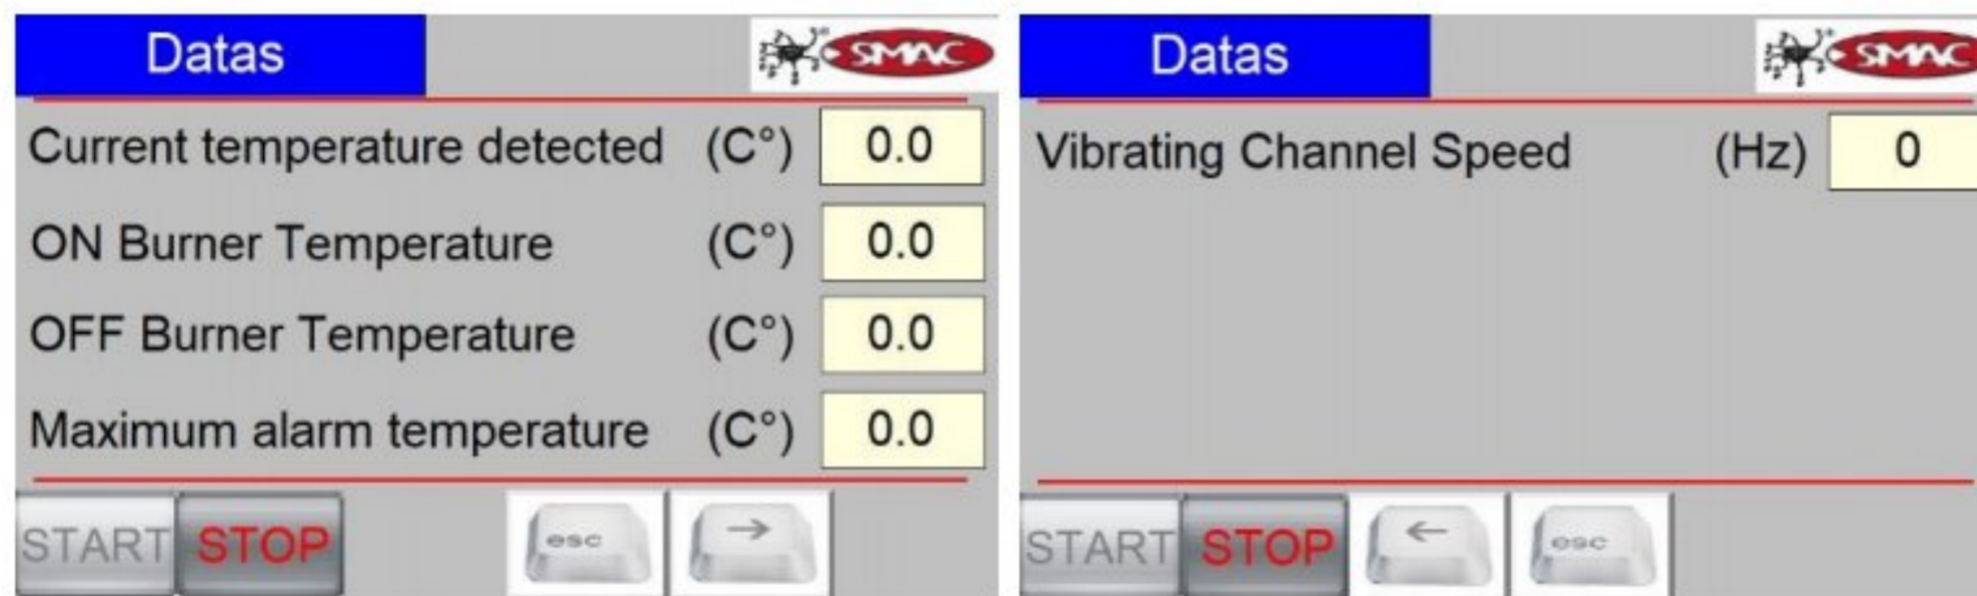 Datas
SMAC
Current temperature detected (C°) 0.0
ON Burner Temperature (C°) 0.0
OFF Burner Temperature (C°) 0.0
Maximum alarm temperature (C°) 0.0
START STOP esc →
Datas
SMAC
Vibrating Channel Speed (Hz) 0
START STOP ← esc